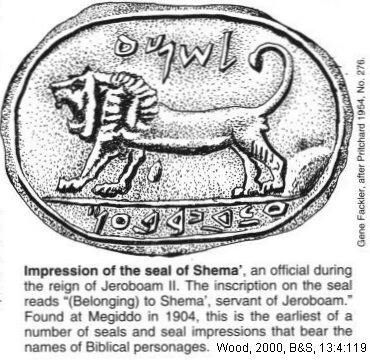 𐤋𐤔𐤌𐤏
𐤏𐤁𐤃𐤉𐤓𐤁𐤏𐤌
Gene Fackler, after Pritchard 1954, No. 276.
Impression of the seal of Shema', an official during
the reign of Jeroboam II. The inscription on the seal
reads “(Belonging) to Shema', servant of Jeroboam.”
Found at Megiddo in 1904, this is the earliest of a
number of seals and seal impressions that bear the
names of Biblical personages. Wood, 2000, B&S, 13:4:119